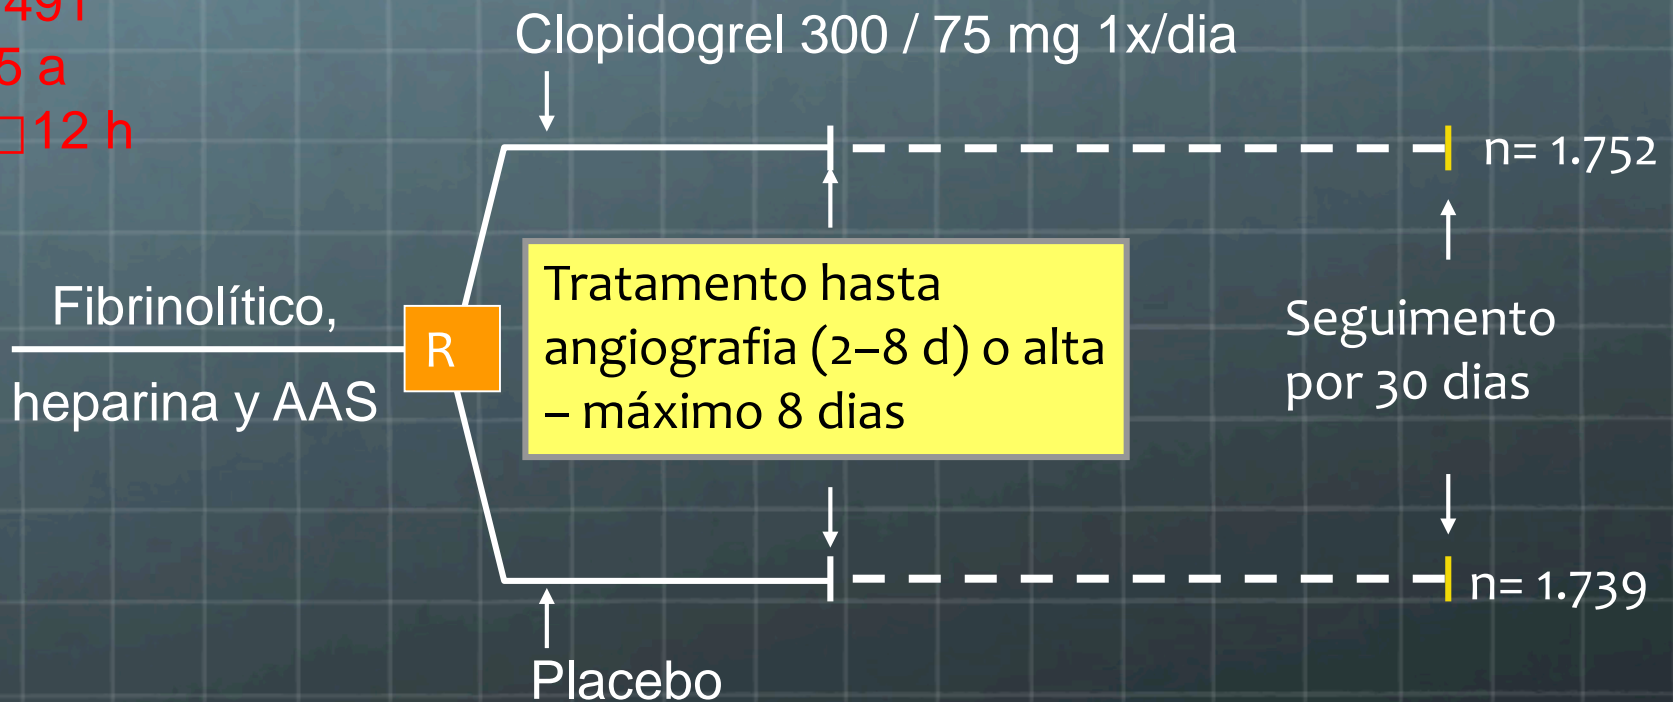 491
5 a
□12 h
Clopidogrel 300 / 75 mg 1x/dia
n= 1.752
Fibrinolítico,
heparina y AAS
R
Tratamento hasta
angiografia (2–8 d) o alta
– máximo 8 dias
Seguimento
por 30 dias
n= 1.739
Placebo